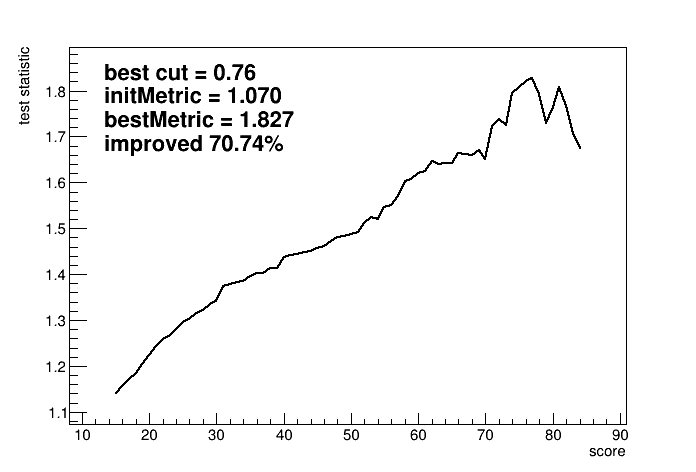 test statistic
best cut = 0.76
initMetric = 1.070
bestMetric = 1.827
improved 70.74%
1.8
1.7
1.6
1.5
1.4
1.3
1.2
1.1
10 20 30 40 50 60 70 80 90
score